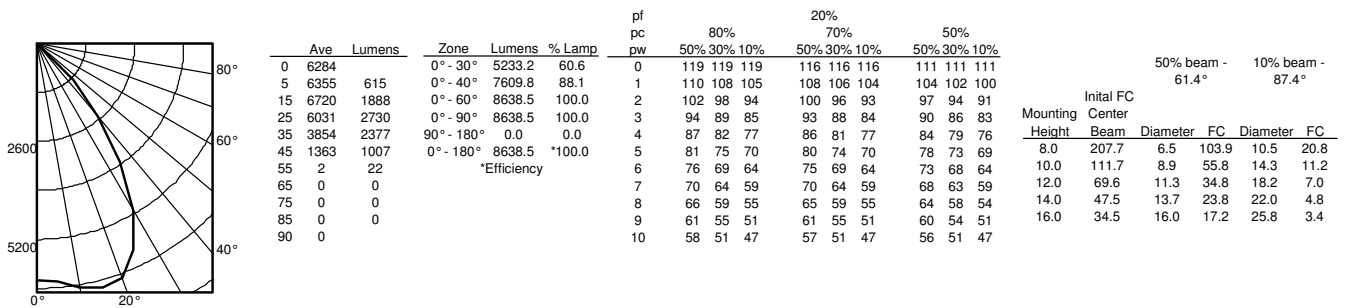 80°
60°
40°
20°
0°
2600
5200
Ave Lumens
0 6284
5 6355 615
15 6720 1888
25 6031 2730
35 3854 2377
45 1363 1007
55 2 22
65 0 0
75 0 0
85 0 0
90 0
Zone Lumens % Lamp
0° - 30° 5233.2 60.6
0° - 40° 7609.8 88.1
0° - 60° 8638.5 100.0
0° - 90° 8638.5 100.0
90° - 180° 0.0 0.0
0° - 180° 8638.5 *100.0
*Efficiency
pf 20%
pc 80% 70% 50%
pw 50% 30% 10% 50% 30% 10% 50% 30% 10%
0 119 119 119 116 116 116 111 111 111
1 110 108 105 108 106 104 104 102 100
2 102 98 94 100 96 93 97 94 91
3 94 89 85 93 88 84 90 86 83
4 87 82 77 86 81 77 84 79 76
5 81 75 70 80 74 70 78 73 69
6 76 69 64 75 69 64 73 68 64
7 70 64 59 70 64 59 68 63 59
8 66 59 55 65 59 55 64 58 54
9 61 55 51 61 55 51 60 54 51
10 58 51 47 57 51 47 56 51 47
50% beam - 10% beam -
61.4° 87.4°
Inital FC
Mounting Center
Height Beam Diameter FC Diameter FC
8.0 207.7 6.5 103.9 10.5 20.8
10.0 111.7 8.9 55.8 14.3 11.2
12.0 69.6 11.3 34.8 18.2 7.0
14.0 47.5 13.7 23.8 22.0 4.8
16.0 34.5 16.0 17.2 25.8 3.4